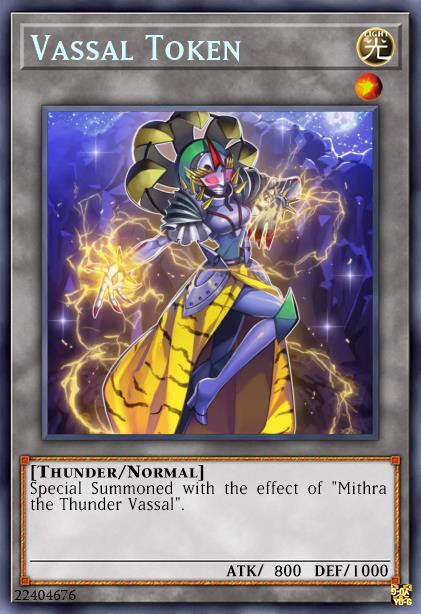 Vassal Token
LIGHT
光
[Thunder/Normal]
Special Summoned with the effect of "Mithra
the Thunder Vassal".
ATK/ 800 DEF/1000
22404676